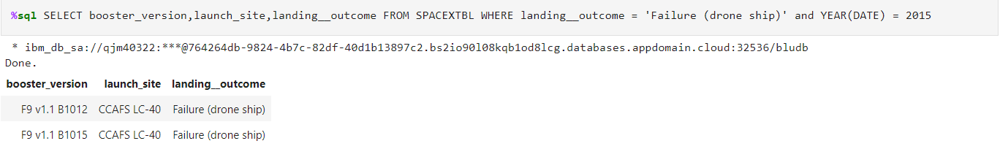 %sql SELECT booster_version,launch_site,landing__outcome FROM SPACEXTBL WHERE landing__outcome = 'Failure (drone ship)' and YEAR(DATE) = 2015
* ibm_db_sa://qjm40322:***@764264db-9824-4b7c-82df-40d1b13897c2.bs2io90l08kqb1od8lcg.databases.appdomain.cloud:32536/bludb
Done.
booster_version launch_site landing__outcome
F9 v1.1 B1012 CCAFS LC-40 Failure (drone ship)
F9 v1.1 B1015 CCAFS LC-40 Failure (drone ship)